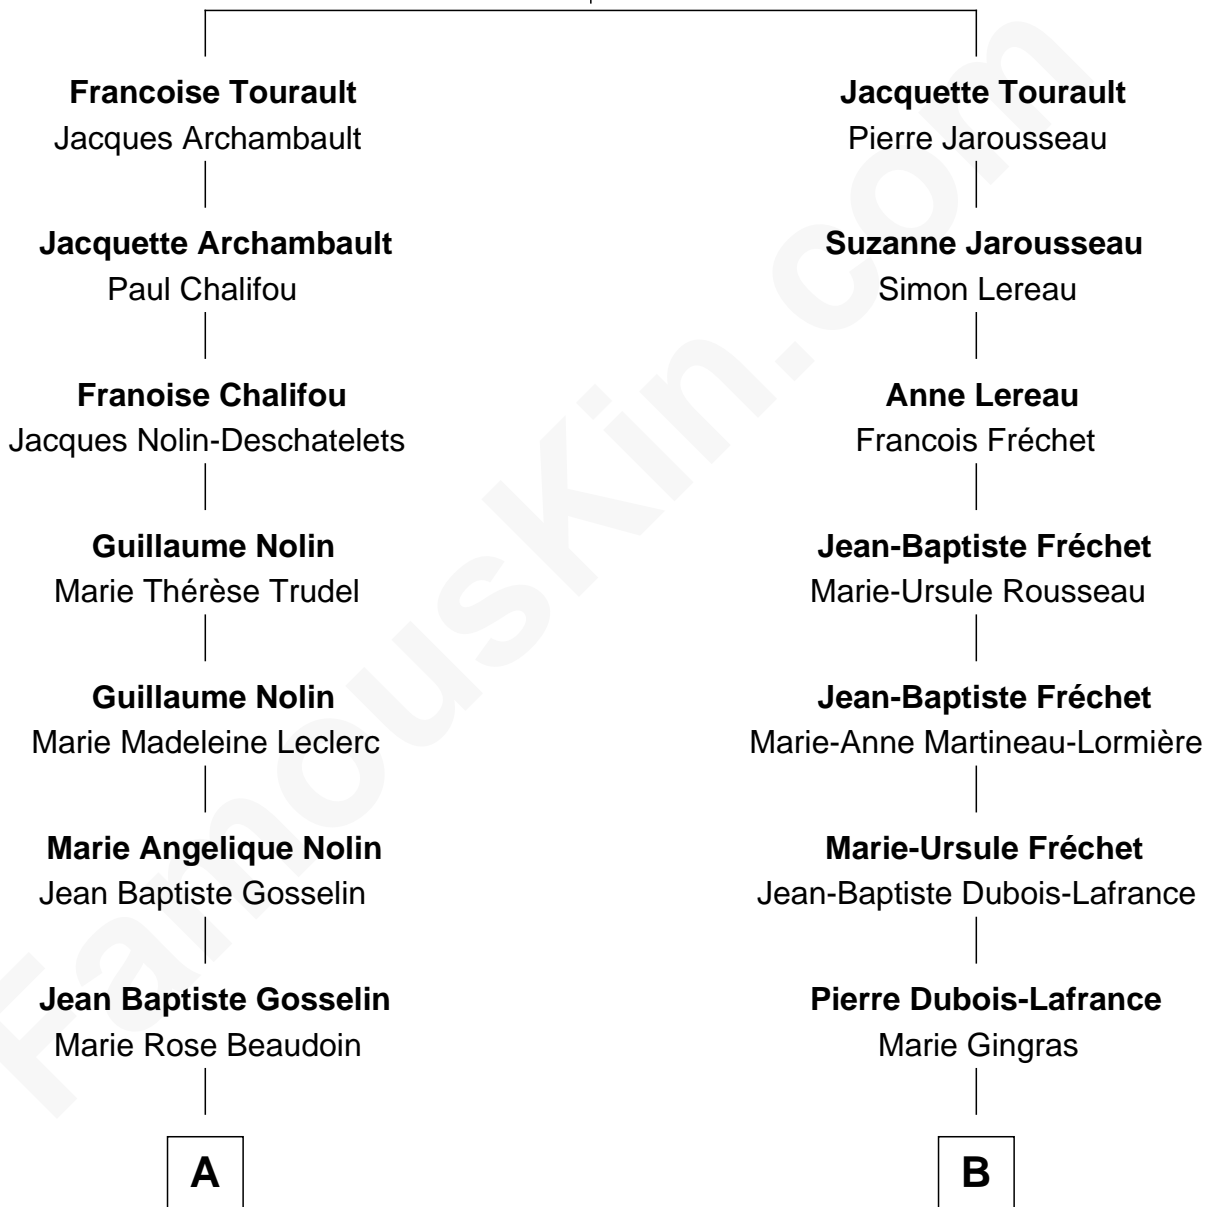 Francoise Tourault
Jacques Archambault
Jacquette Archambault
Paul Chalifou
Franoise Chalifou
Jacques Nolin-Deschatelets
Guillaume Nolin
Marie Thérèse Trudel
Guillaume Nolin
Marie Madeleine Leclerc
Marie Angelique Nolin
Jean Baptiste Gosselin
Jean Baptiste Gosselin
Marie Rose Beaudoin
A
Jacquette Tourault
Pierre Jarousseau
Suzanne Jarousseau
Simon Lereau
Anne Lereau
Francois Fréchet
Jean-Baptiste Fréchet
Marie-Ursule Rousseau
Jean-Baptiste Fréchet
Marie-Anne Martineau-Lormière
Marie-Ursule Fréchet
Jean-Baptiste Dubois-Lafrance
Pierre Dubois-Lafrance
Marie Gingras
B
FamousKin.com